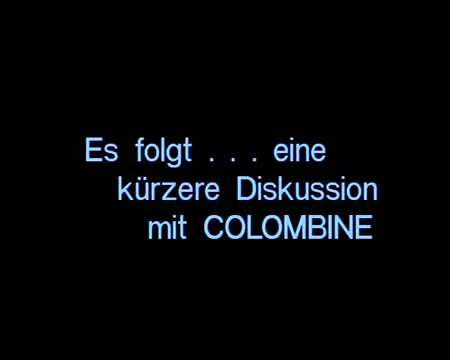 Es folgt . . . eine
kürzere Diskussion
mit COLOMBINE